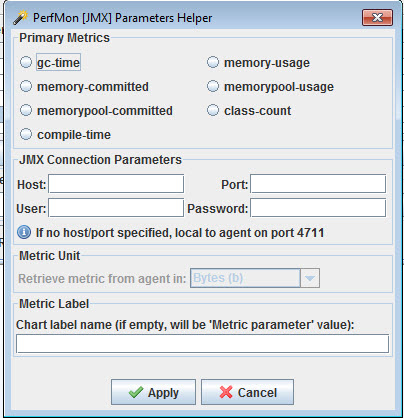 PerfMon [JMX] Parameters Helper
Primary Metrics
gc-time memory-usage
memory-committed memorypool-usage
memorypool-committed class-count
compile-time
JMX Connection Parameters
Host: Port:
User: Password:
If no host/port specified, local to agent on port 4711
Metric Unit
Retrieve metric from agent in: Bytes (b)
Metric Label
Chart label name (if empty, will be 'Metric parameter' value):
Apply Cancel